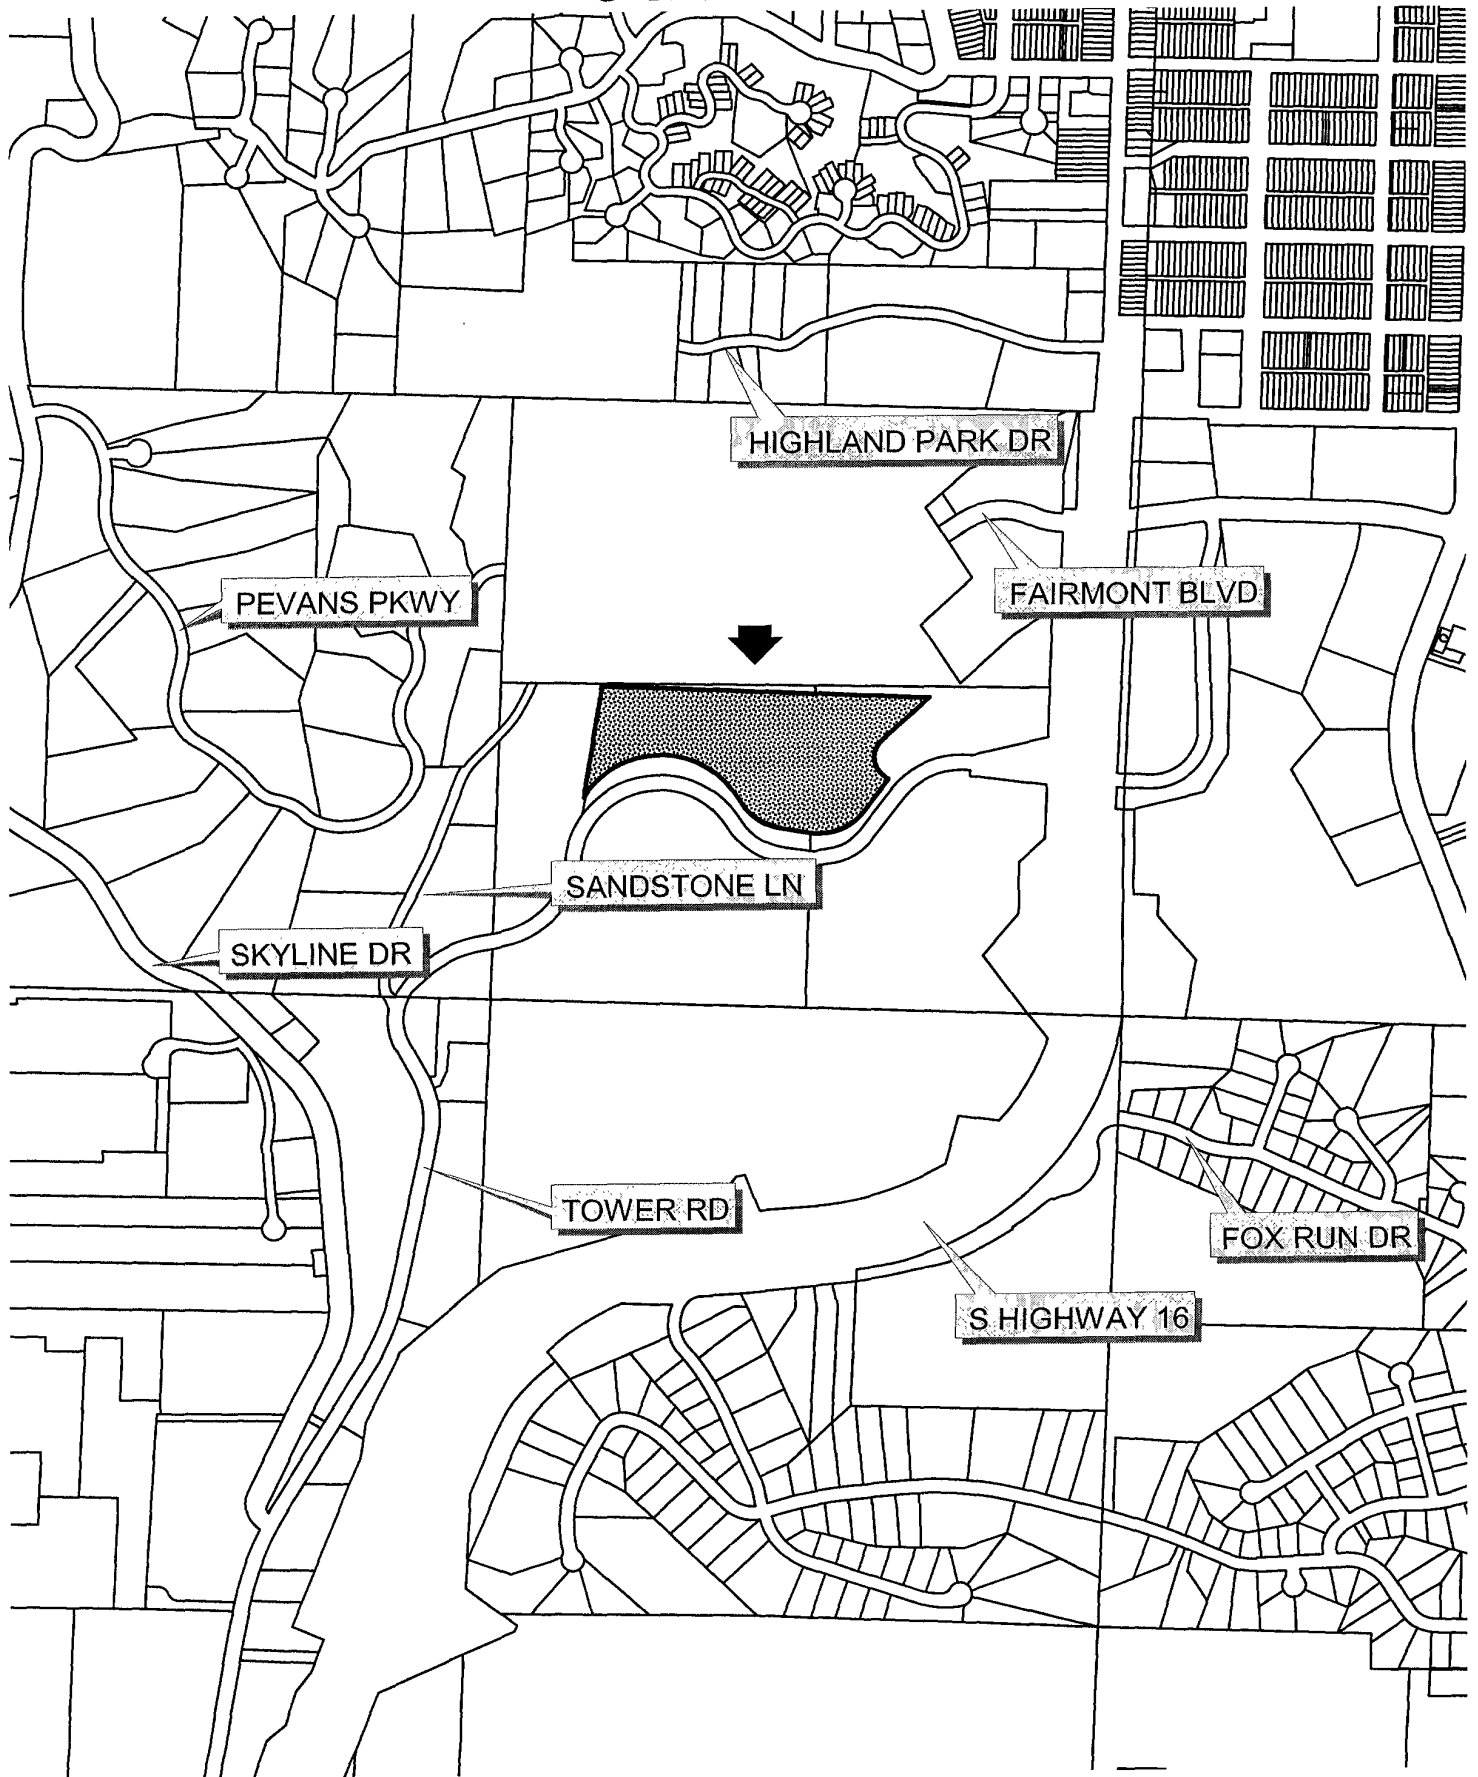 HIGHLAND PARK DR
FAIRMONT BLVD
PEVANS PKWY
SANDSTONE LN
SKYLINE DR
TOWER RD
FOX RUN DR
S HIGHWAY 16